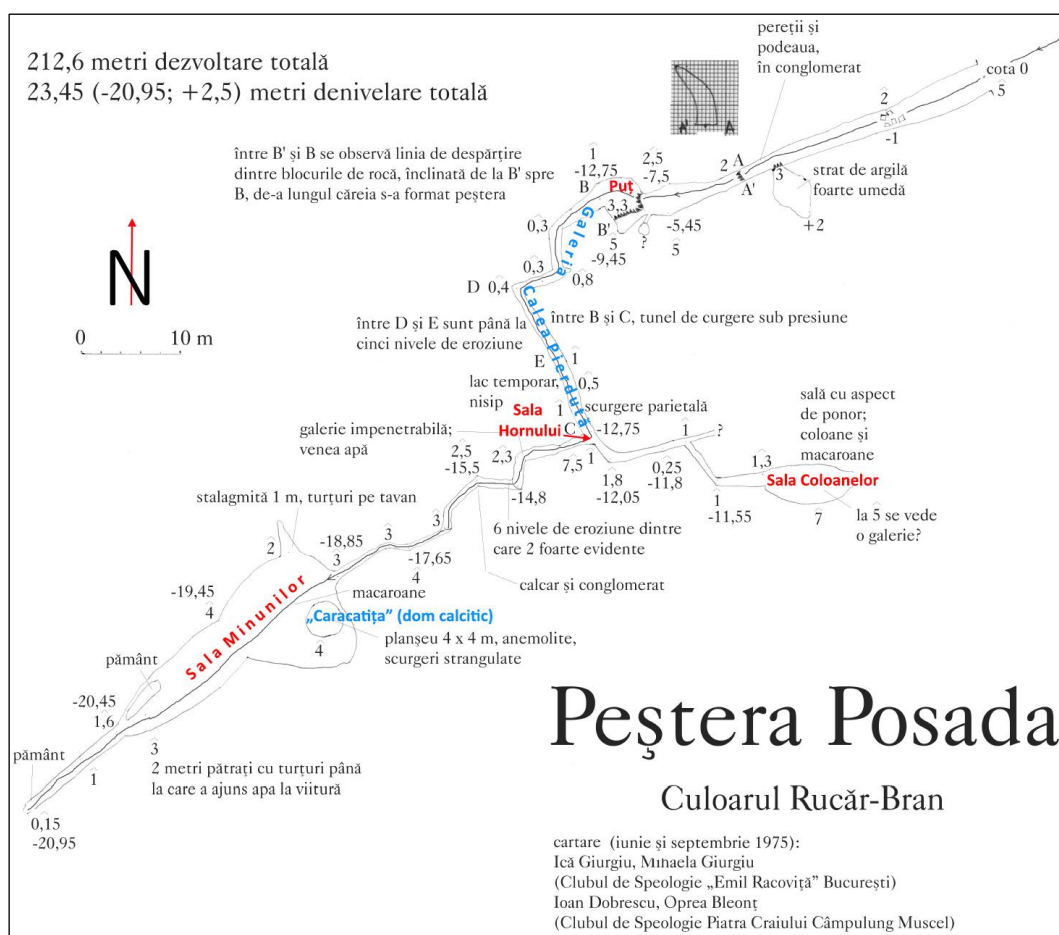 212,6 metri dezvoltare totală
23,45 (-20,95; +2,5) metri denivelare totală
pereții și
podeaua,
în conglomerat
cota 0
5
2
-1
A' A
2 A
A'
3
strat de argilă
foarte umedă
+2
între B' și B se observă linia de despărțire
dintre blocurile de rocă, înclinată de la B' spre
B, de-a lungul căreia s-a format peștera
1
-12,75
B
2,5
-7,5
Puț
3,3
B'
5
-9,45
?
-5,45
5
0,3
Galeria
0,3
0,8
D 0,4
N
0 10 m
între D și E sunt până la
cinci nivele de eroziune
Calea Pierdută
între B și C, tunel de curgere sub presiune
E
1
0,5
lac temporar,
nisip
1
Sala
Hornului
C
scurgere parietală
-12,75
sală cu aspect
de ponor;
coloane și
macaroane
galerie impenetrabilă;
venea apă
2,5
-15,5
2,3
7,5
1
1,8
-12,05
0,25
-11,8
1
?
1,3
Sala Coloanelor
7
1
-11,55
la 5 se vede
o galerie?
-14,8
stalagmită 1 m, turțuri pe tavan
6 nivele de eroziune dintre
care 2 foarte evidente
calcar și conglomerat
3
3
-17,65
4
-18,85
3
2
macaroane
-19,45
4
Sala Minunilor
„Caracatița” (dom calcitic)
planșeu 4 x 4 m, anemolite,
scurgeri strangulate
4
pământ
-20,45
1,6
pământ
3
2 metri pătrați cu turțuri până
la care a ajuns apa la viitură
1
0,15
-20,95
Peştera Posada
Culoarul Rucăr-Bran
cartare (iunie și septembrie 1975):
Ică Giurgiu, Mihaela Giurgiu
(Clubul de Speologie „Emil Racoviță” București)
Ioan Dobrescu, Oprea Bleonț
(Clubul de Speologie Piatra Craiului Câmpulung Muscel)